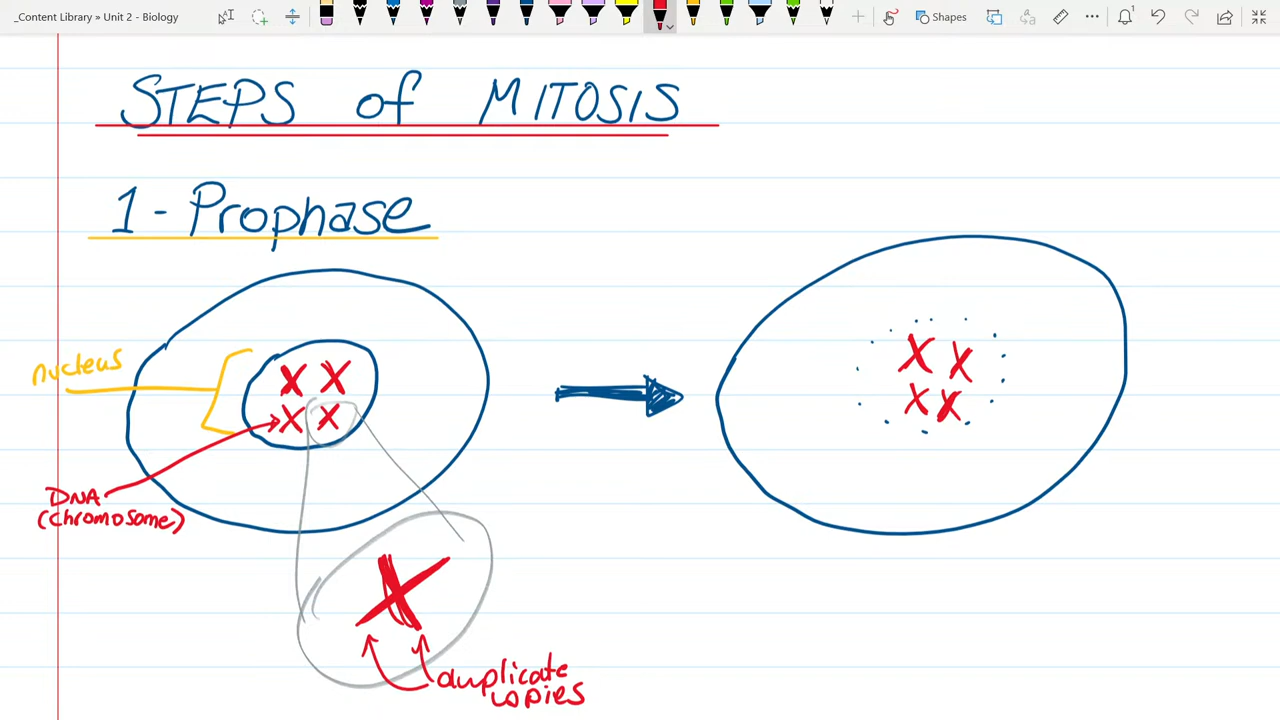 _Content Library » Unit 2 - Biology
Shapes
STEPS of MITOSIS
1 - Prophase
nucleus
DNA
(chromosome)
duplicate
copies